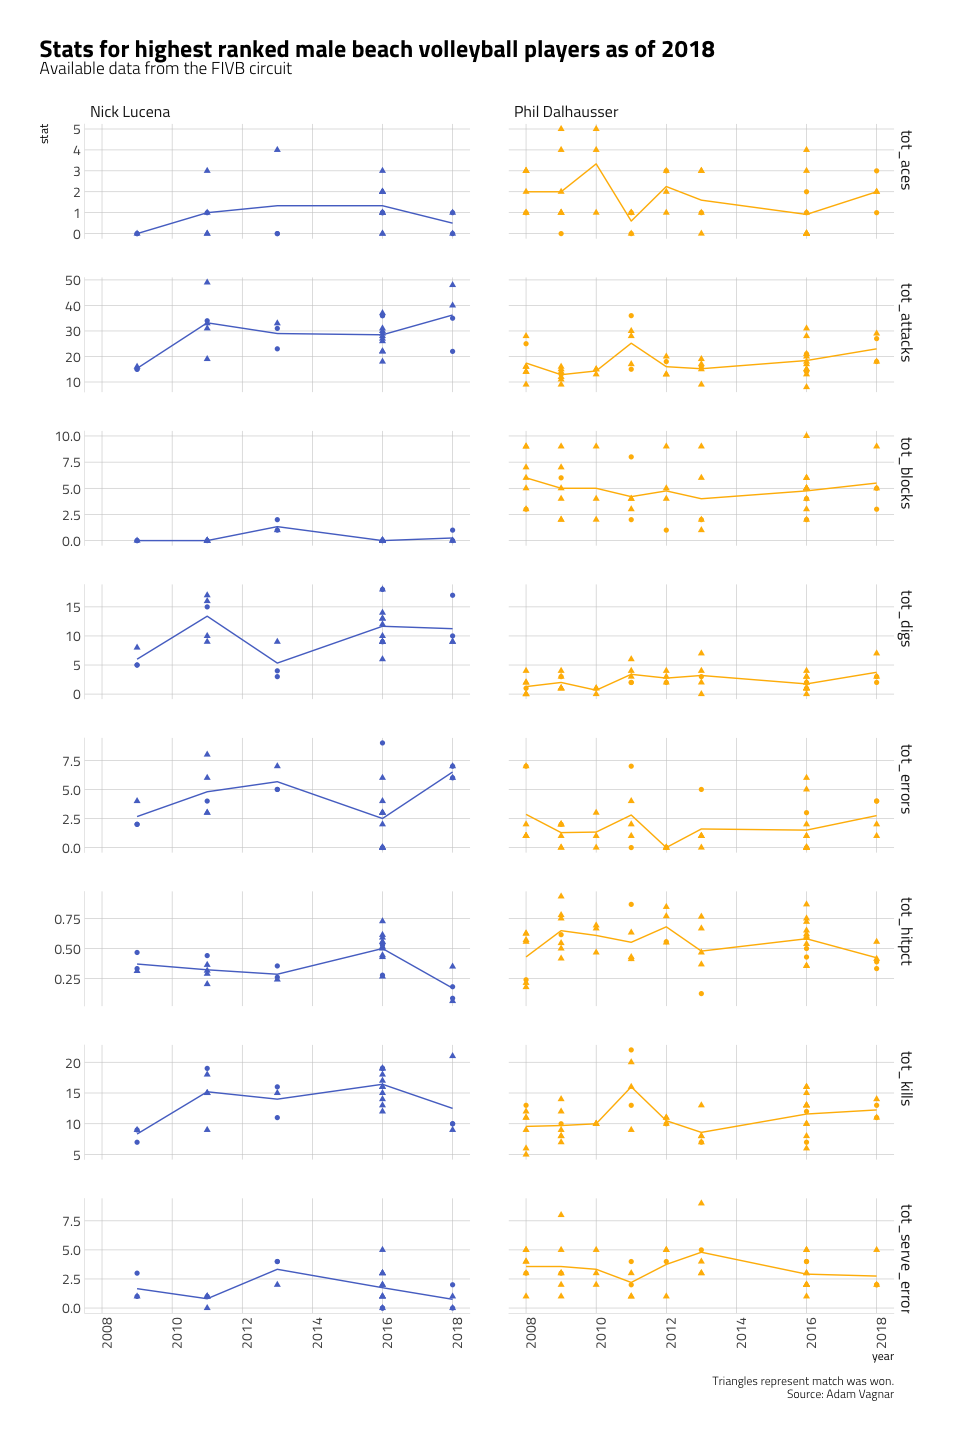 Stats for highest ranked male beach volleyball players as of 2018
Available data from the FIVB circuit
Nick Lucena
Phil Dalhausser
stat
5
4
3
2
1
0
tot_aces
50
40
30
20
10
tot_attacks
10.0
7.5
5.0
2.5
0.0
tot_blocks
15
10
5
0
tot_digs
7.5
5.0
2.5
0.0
tot_errors
0.75
0.50
0.25
tot_hitpct
20
15
10
5
tot_kills
7.5
5.0
2.5
0.0
tot_serve_error
2008 2010 2012 2014 2016 2018
2008 2010 2012 2014 2016 2018
year
Triangles represent match was won.
Source: Adam Vagnar